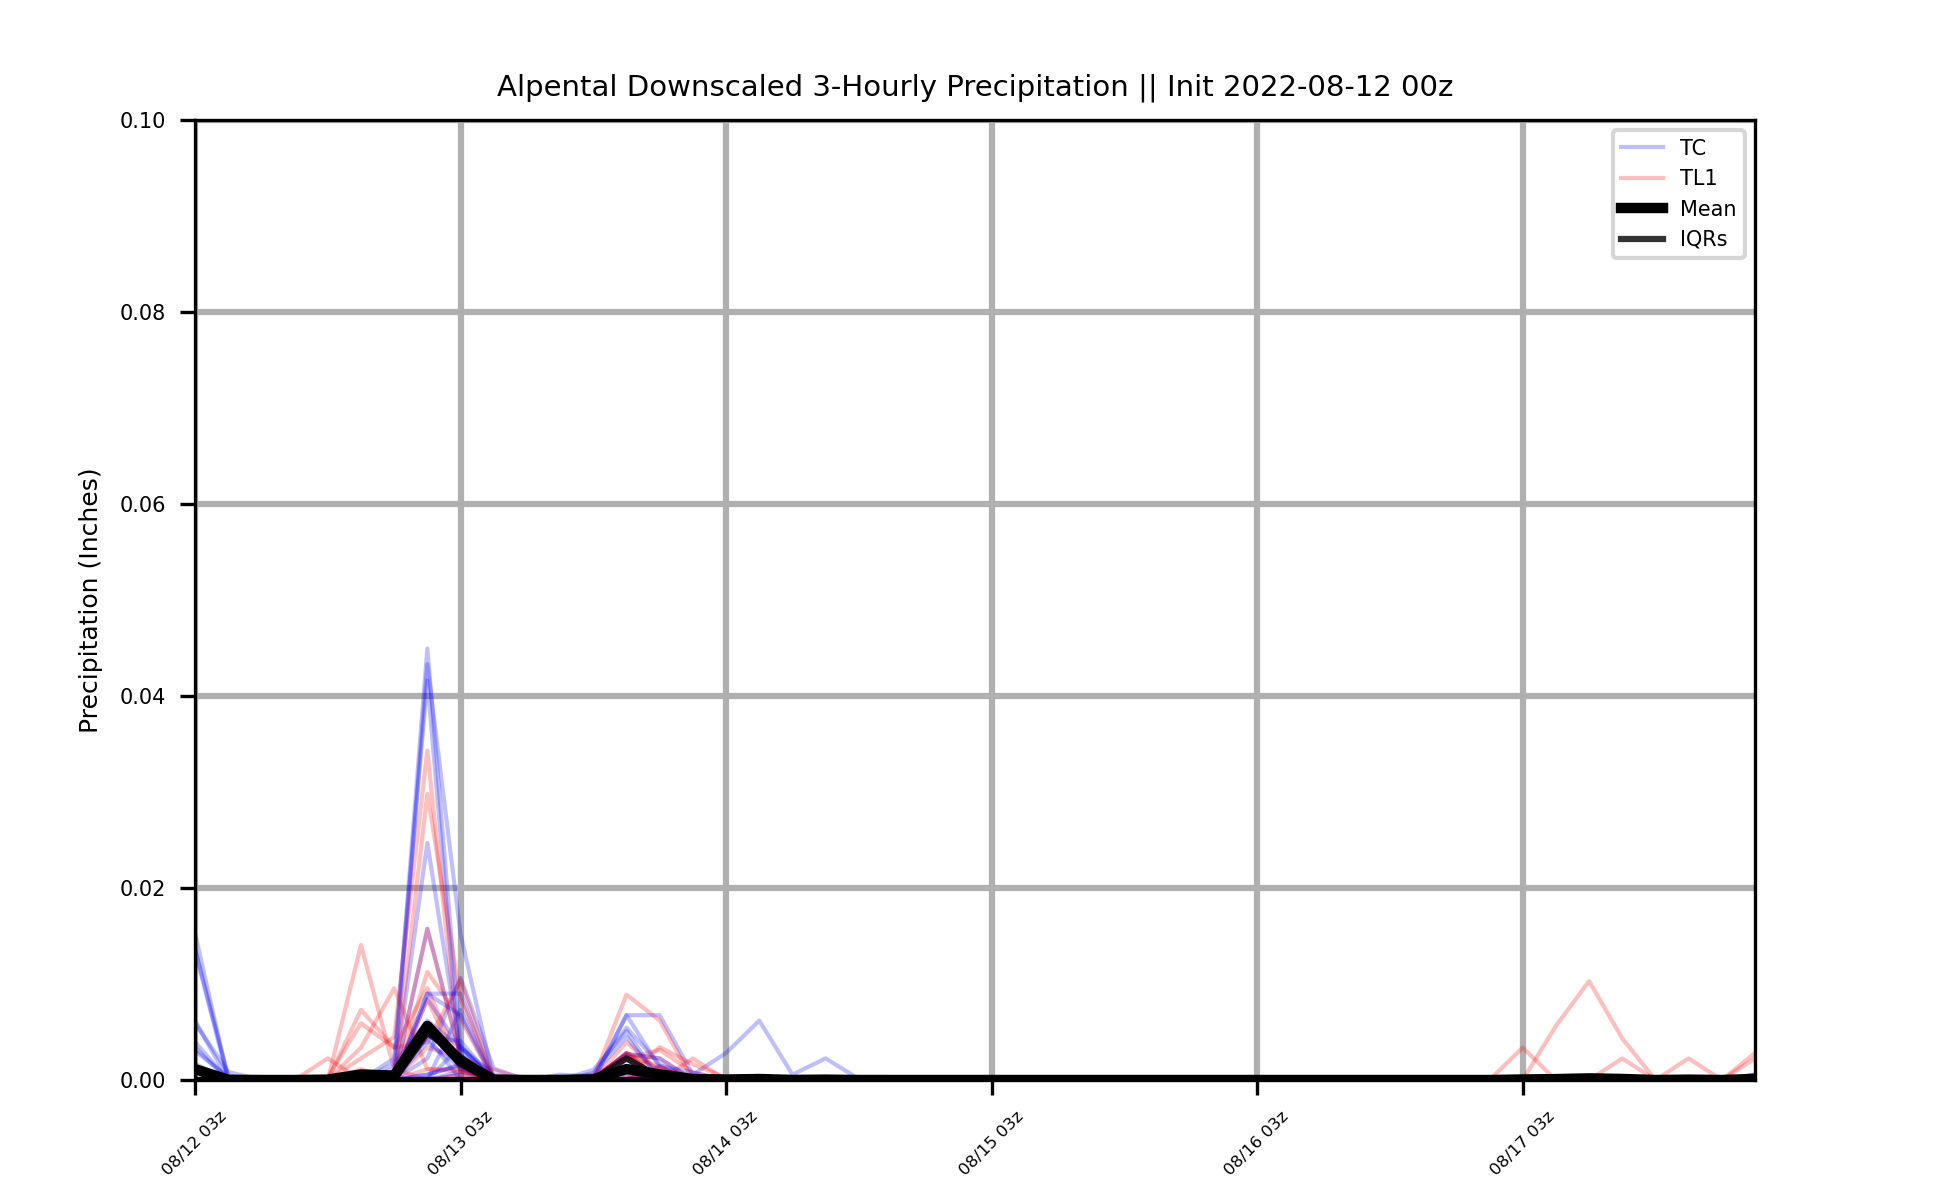 Alpental Downscaled 3-Hourly Precipitation || Init 2022-08-12 00z
0.10
0.08
0.06
0.04
0.02
0.00
Precipitation (Inches)
TC
TL1
Mean
IQRs
08/12 03z
08/13 03z
08/14 03z
08/15 03z
08/16 03z
08/17 03z